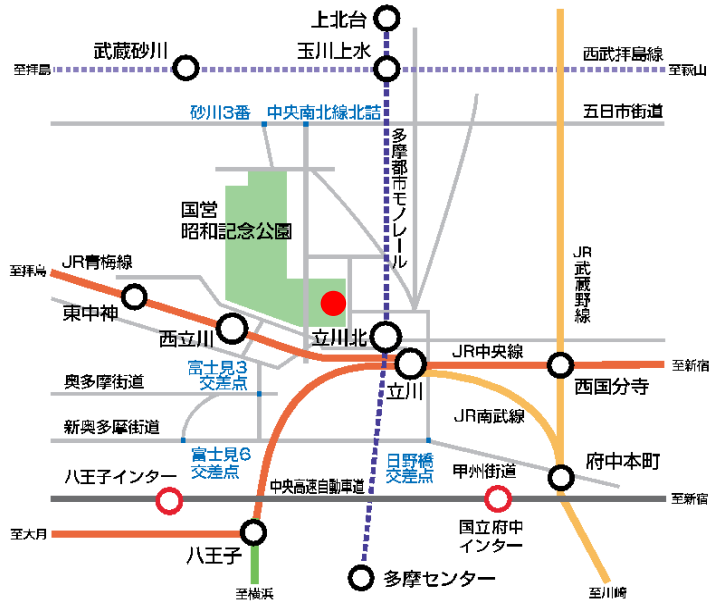 上北台
武蔵砂川
玉川上水
西武拝島線
至拝島
至萩山
砂川3番
中央南北線北詰
五日市街道
多摩都市モノレール
国営
昭和記念公園
JR武蔵野線
JR青梅線
至拝島
東中神
西立川
立川北
JR中央線
至新宿
富士見3
交差点
立川
西国分寺
奥多摩街道
JR南武線
新奥多摩街道
富士見6
交差点
日野橋
交差点
甲州街道
府中本町
八王子インター
中央高速自動車道
至新宿
国立府中
インター
至大月
八王子
多摩センター
至横浜
至川崎